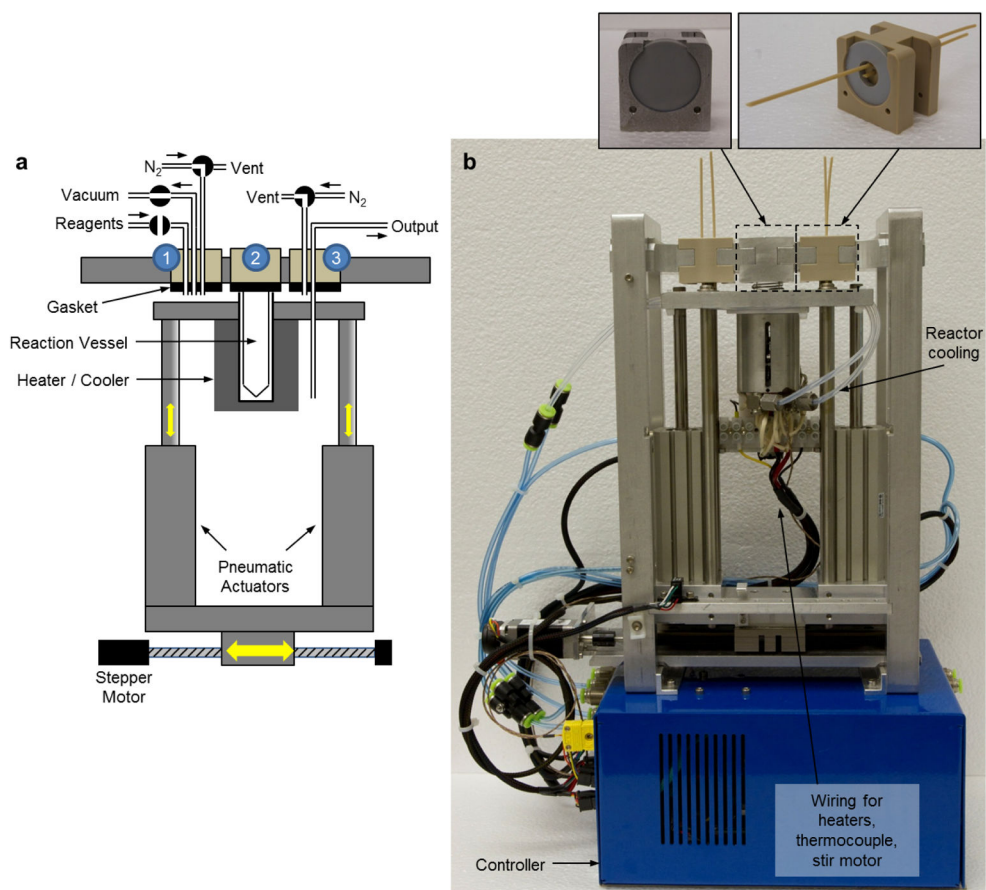 a
N2
Vent
Vacuum
Vent
N2
Reagents
Output
1
2
3
Gasket
Reaction Vessel
Heater / Cooler
Pneumatic
Actuators
Stepper
Motor
b
Reactor
cooling
Wiring for
heaters,
thermocouple,
stir motor
Controller